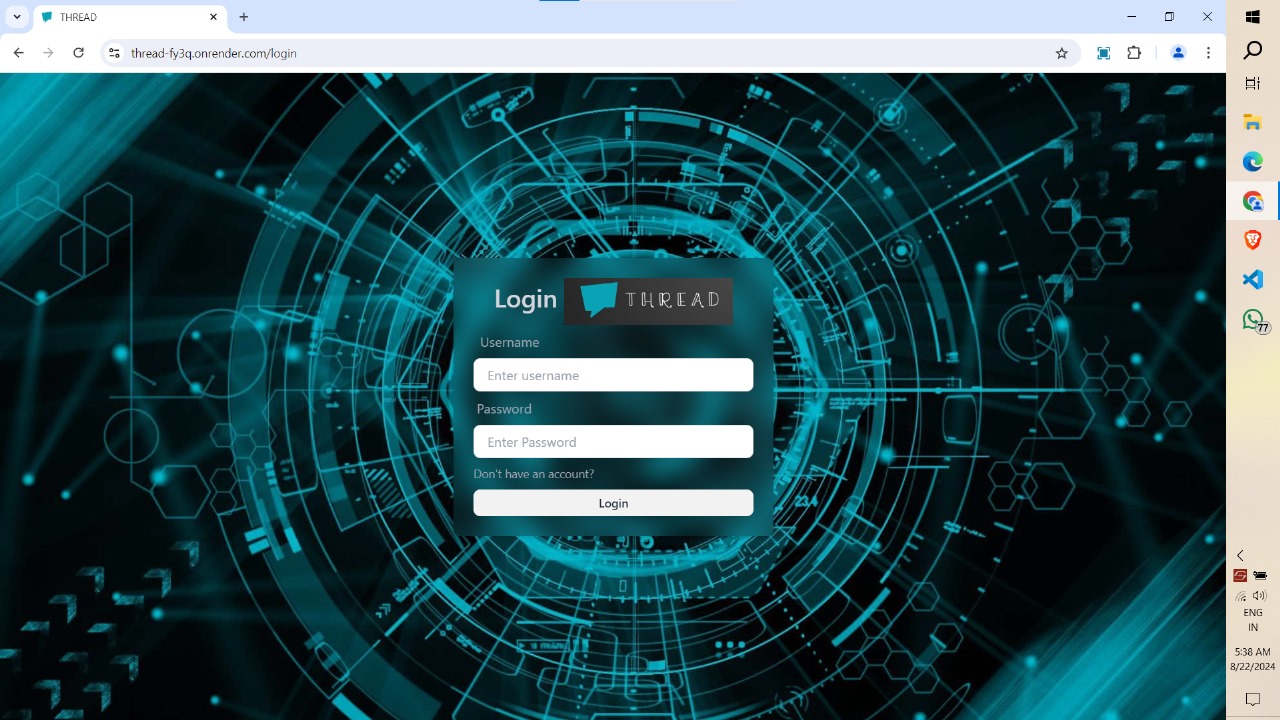 THREAD
thread-fy3q.onrender.com/login
Login THREAD
Username
Enter username
Password
Enter Password
Don't have an account?
Login
234
77
ENG
IN
5:38 AM
8/22/2024